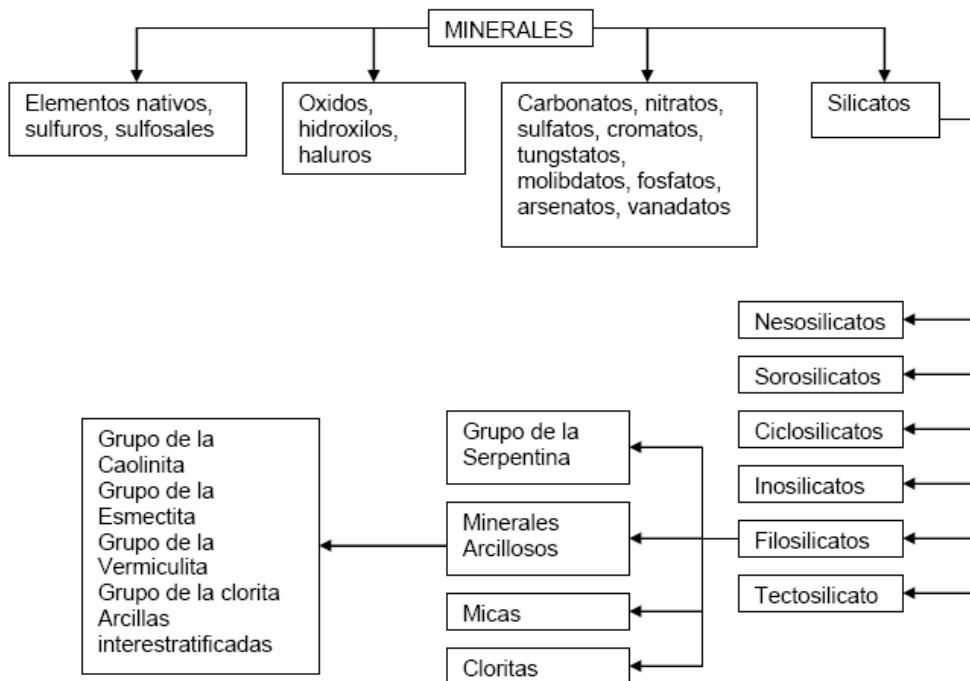 MINERALES
Elementos nativos,
sulfuros, sulfosales
Oxidos,
hidroxilos,
haluros
Carbonatos, nitratos,
sulfatos, cromatos,
tungstatos,
molibdatos, fosfatos,
arsenatos, vanadatos
Silicatos
Nesosilicatos
Sorosilicatos
Ciclosilicatos
Inosilicatos
Filosilicatos
Tectosilicato
Grupo de la
Serpentina
Minerales
Arcillosos
Micas
Cloritas
Grupo de la
Caolinita
Grupo de la
Esmectita
Grupo de la
Vermiculita
Grupo de la clorita
Arcillas
interestratificadas